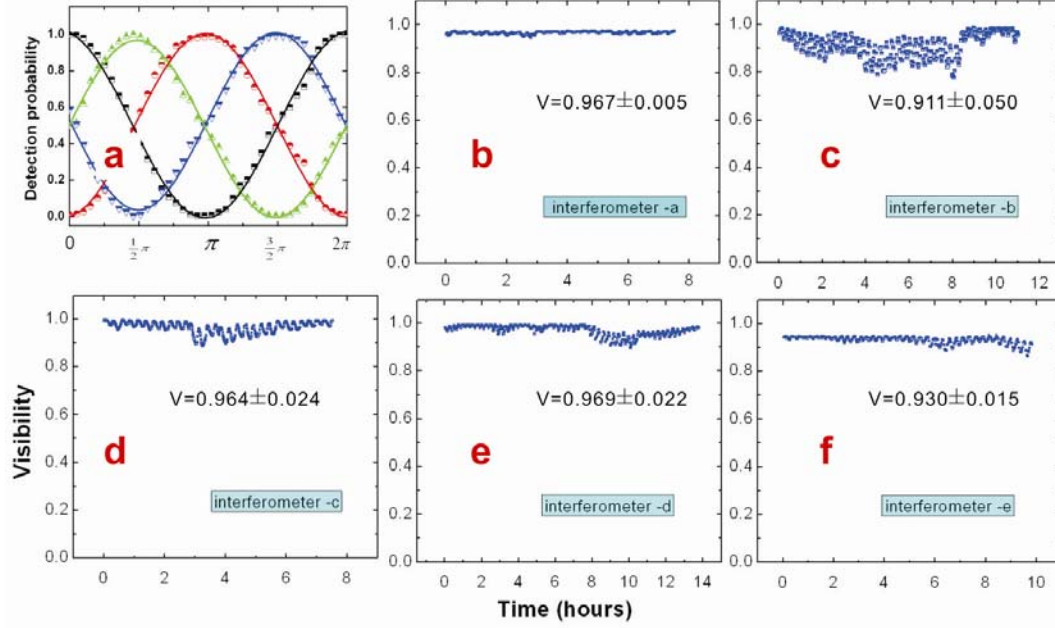 Detection probability
1.0
0.8
0.6
0.4
0.2
0.0
a
0
½π
π
3/2π
2π
1.0
0.8
0.6
0.4
0.2
0.0
V=0.967±0.005
b
interferometer -a
0 2 4 6 8
1.0
0.8
0.6
0.4
0.2
0.0
V=0.911±0.050
c
interferometer -b
0 2 4 6 8 10 12
Visibility
1.0
0.8
0.6
0.4
0.2
0.0
V=0.964±0.024
d
interferometer -c
0 2 4 6 8
1.0
0.8
0.6
0.4
0.2
0.0
V=0.969±0.022
e
interferometer -d
0 2 4 6 8 10 12 14
1.0
0.8
0.6
0.4
0.2
0.0
V=0.930±0.015
f
interferometer -e
0 2 4 6 8 10
Time (hours)